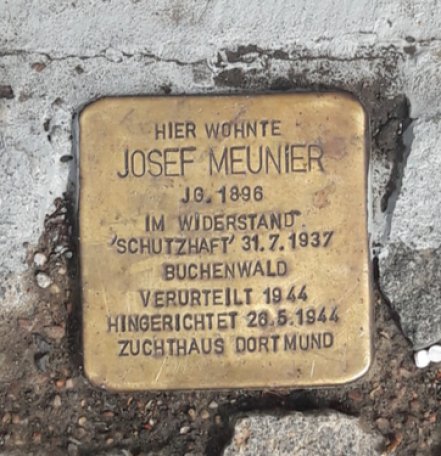 HIER WOHNTE
JOSEF MEUNIER
JG. 1896
IM WIDERSTAND
'SCHUTZHAFT' 31.7.1937
BUCHENWALD
VERURTEILT 1944
HINGERICHTET 26.5.1944
ZUCHTHAUS DORTMUND